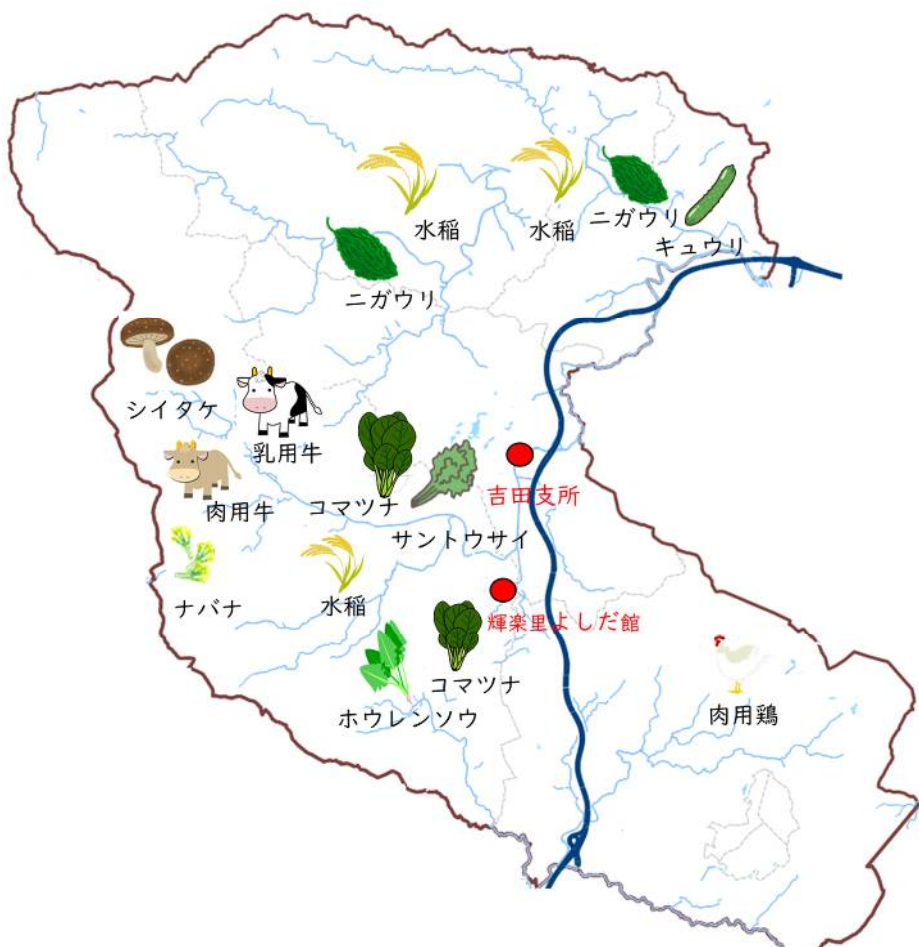 水稲
水稲
ニガウリ
キュウリ
ニガウリ
シイタケ
乳用牛
肉用牛
コマツナ
サントウサイ
吉田支所
ナバナ
水稲
輝楽里よしだ館
コマツナ
ホウレンソウ
肉用鶏